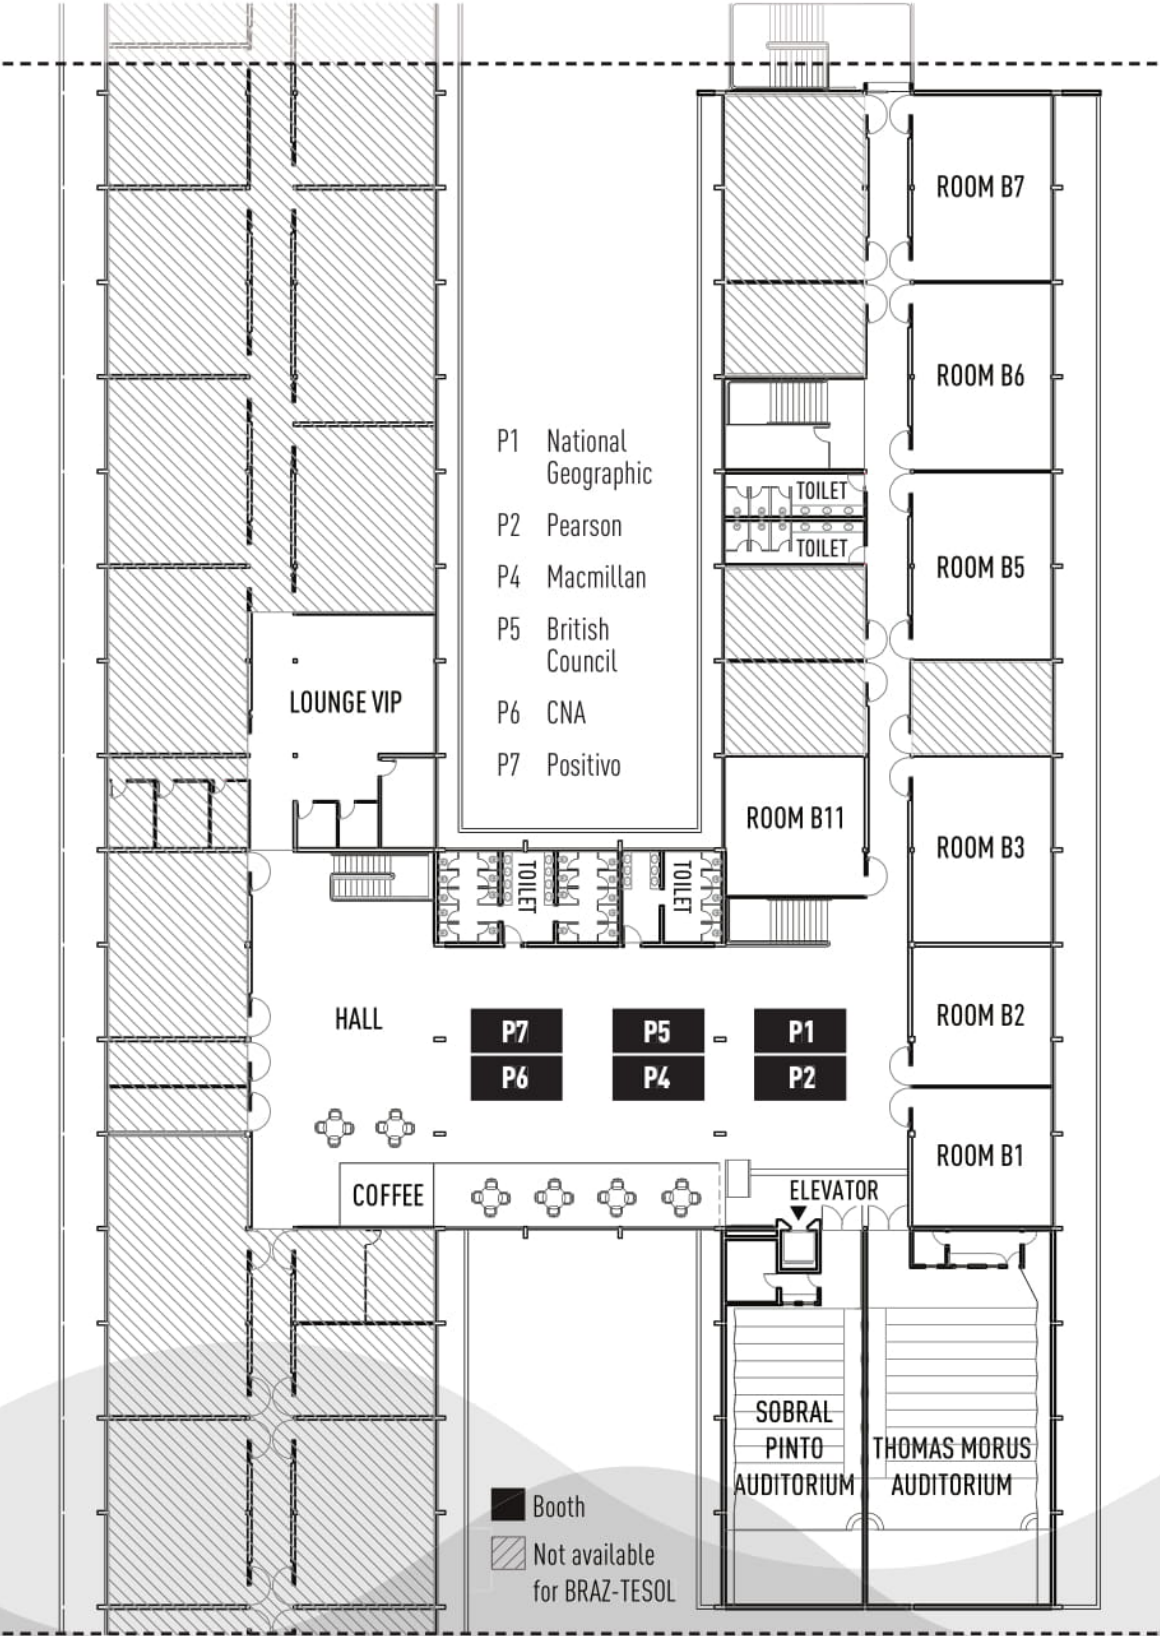 ROOM B7
ROOM B6
P1 National
Geographic
P2 Pearson
P4 Macmillan
P5 British
Council
P6 CNA
P7 Positivo
TOILET
TOILET
ROOM B5
LOUNGE VIP
ROOM B11
ROOM B3
TOILET
TOILET
HALL
P7
P5
P1
ROOM B2
P6
P4
P2
ROOM B1
COFFEE
ELEVATOR
SOBRAL
PINTO
AUDITORIUM
THOMAS MORUS
AUDITORIUM
Booth
Not available
for BRAZ-TESOL